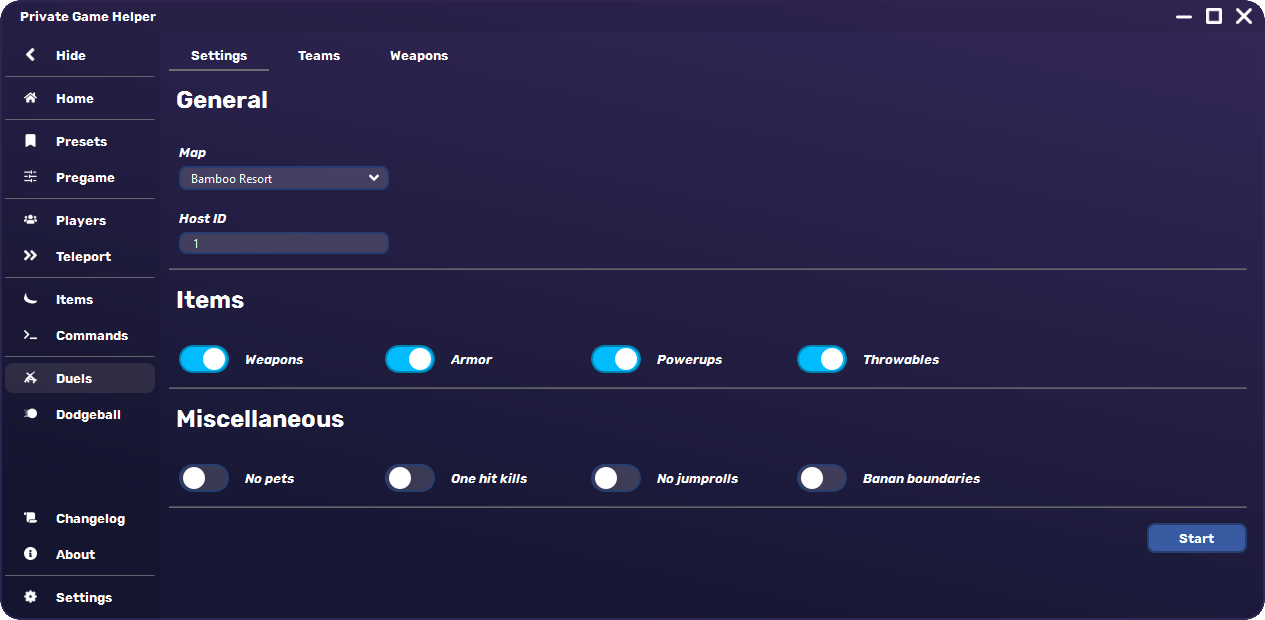 Private Game Helper
Hide
Home
Presets
Pregame
Players
Teleport
Items
Commands
Duels
Dodgeball
Changelog
About
Settings
Settings Teams Weapons
General
Map
Bamboo Resort
Host ID
1
Items
Weapons Armor Powerups Throwables
Miscellaneous
No pets One hit kills No jumprolls Banan boundaries
Start